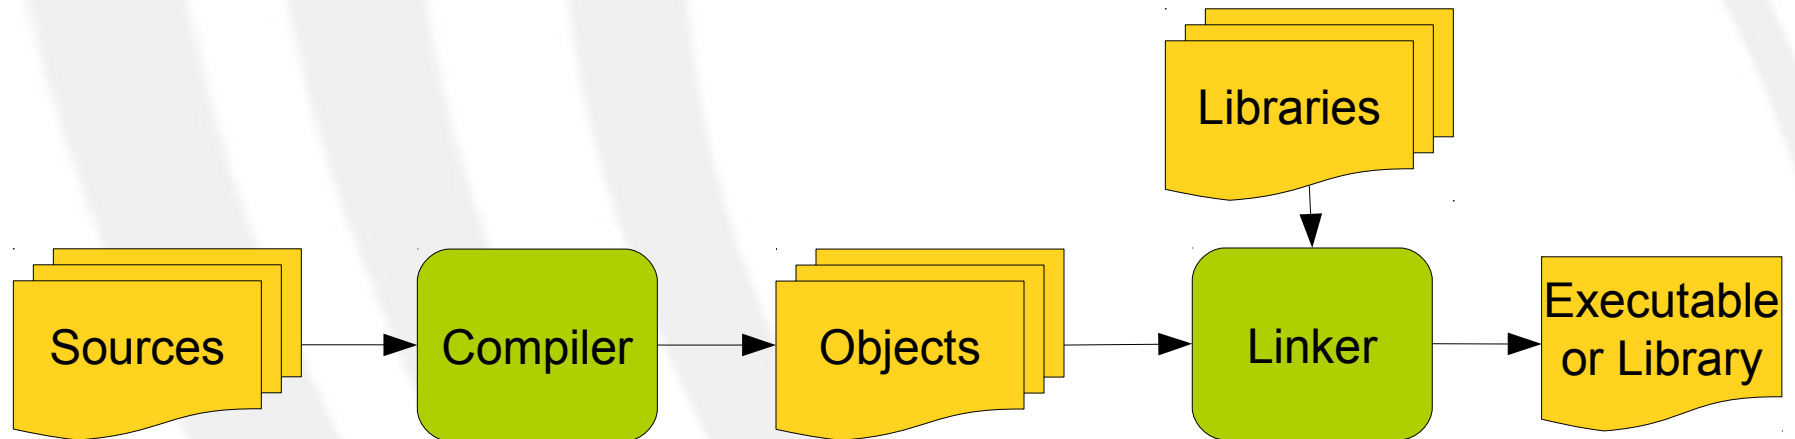 Libraries
Sources
Compiler
Objects
Linker
Executable
or Library